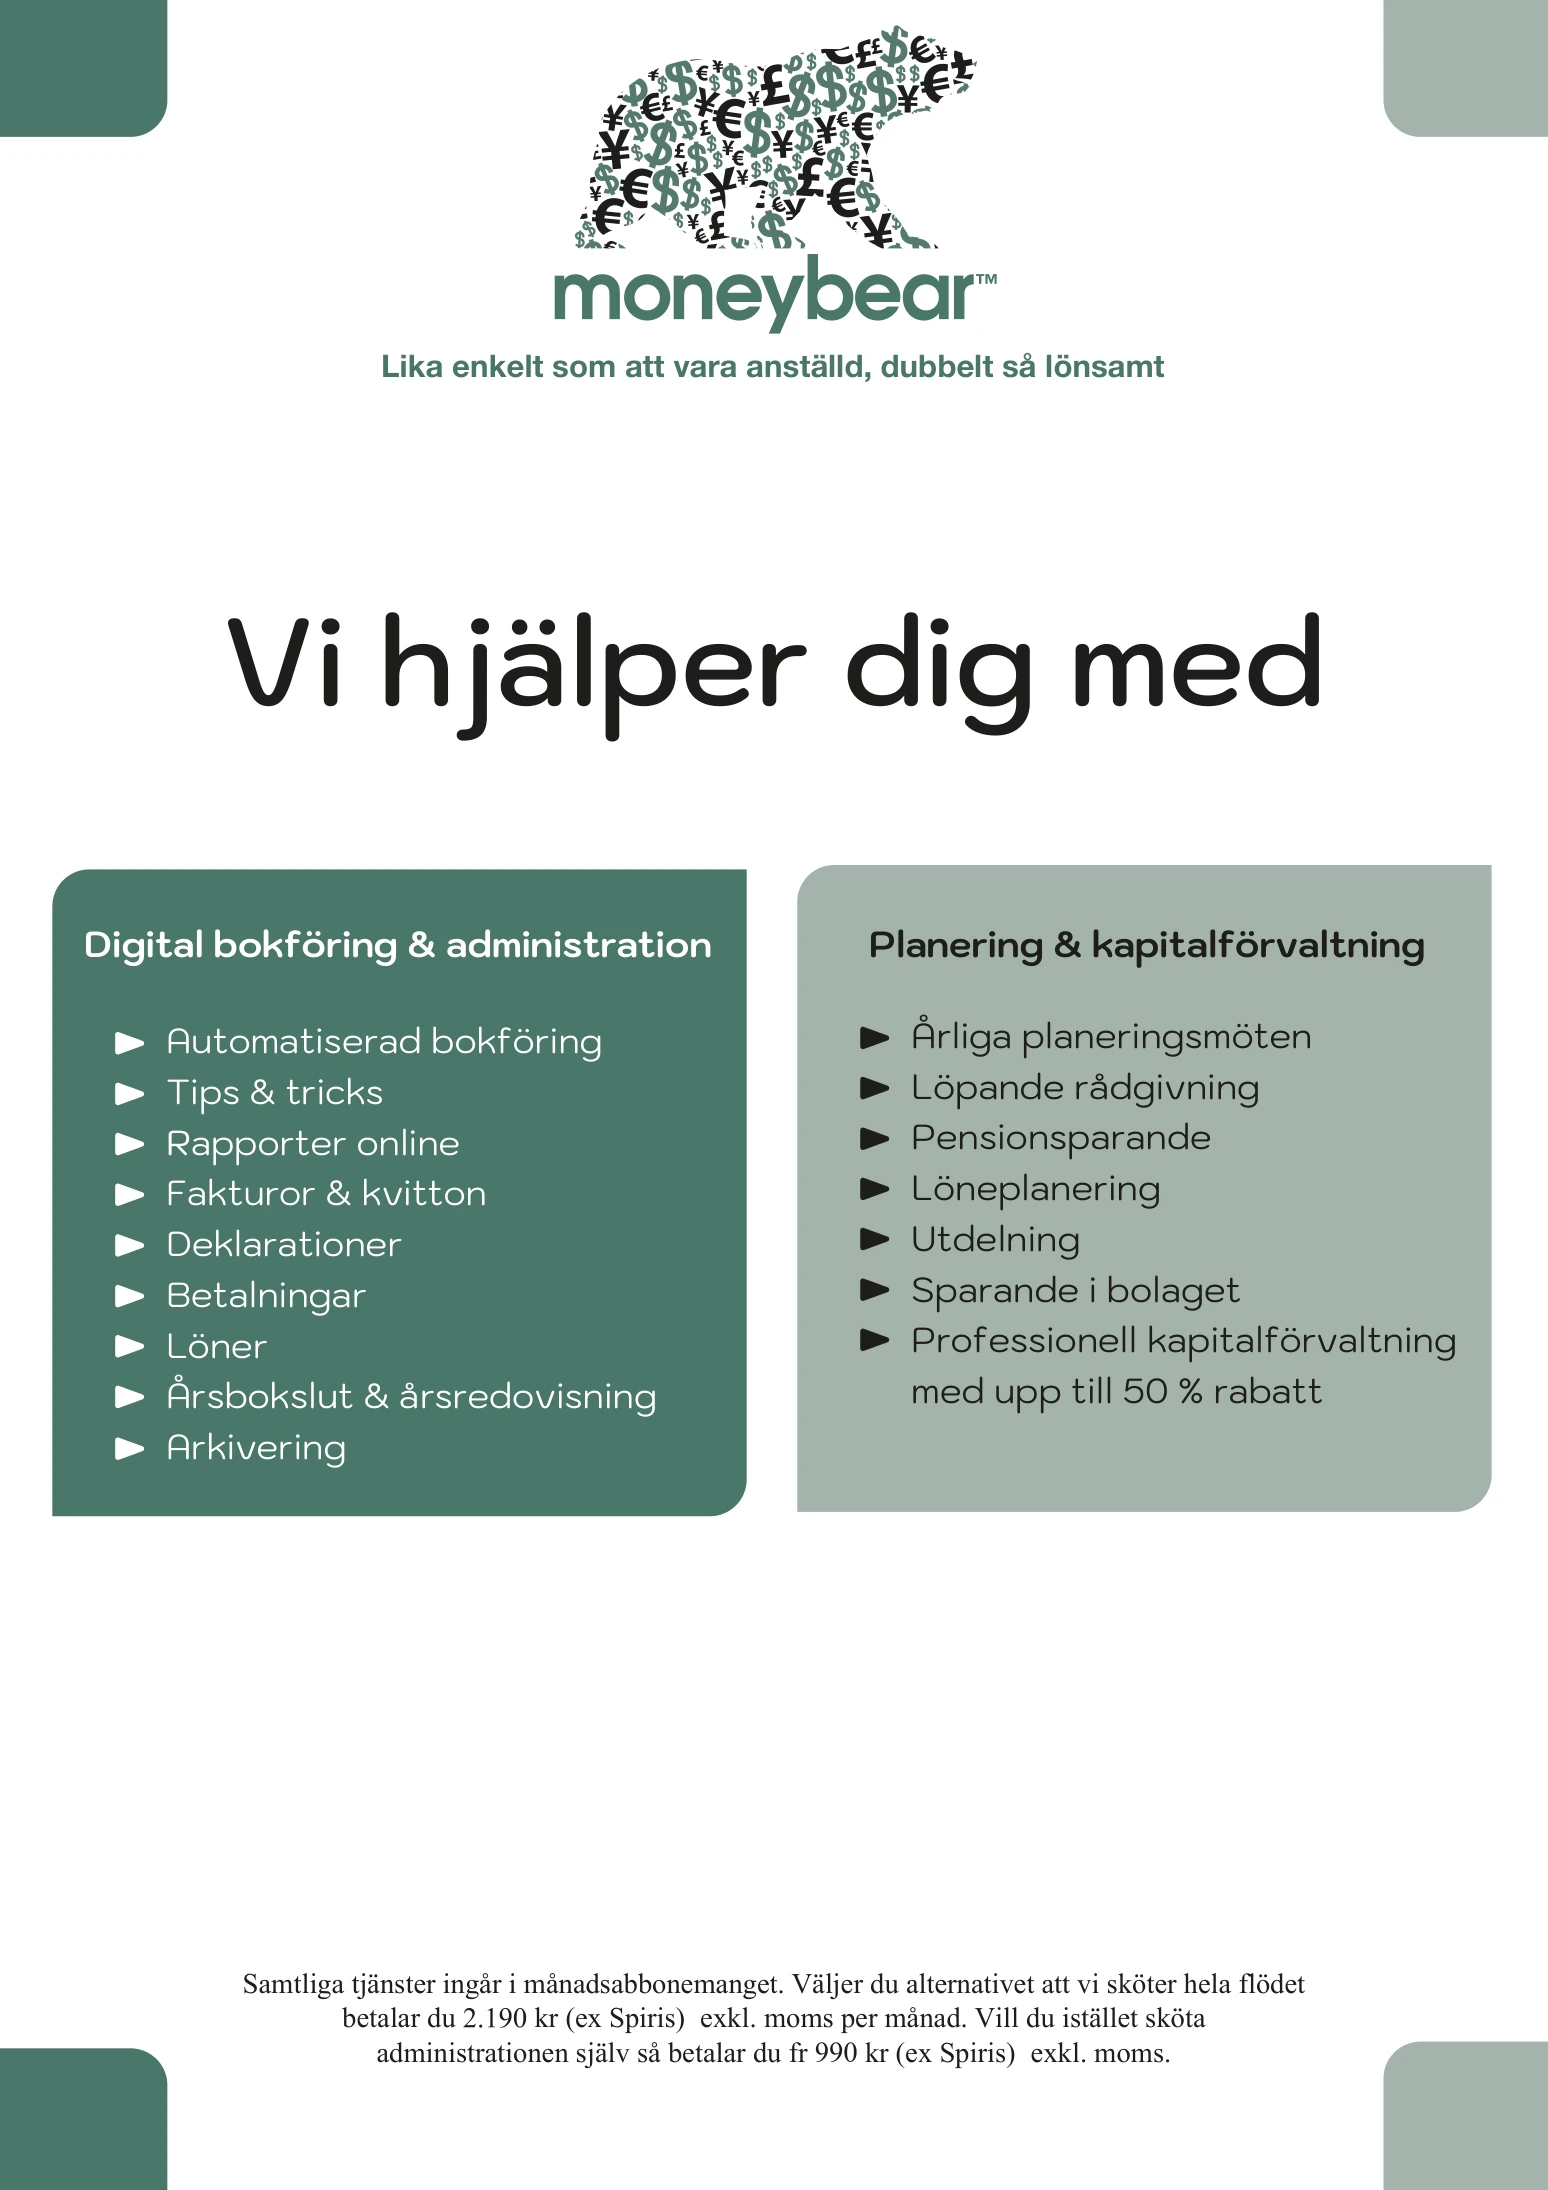 moneybear™
Lika enkelt som att vara anställd, dubbelt så lönsamt
Vi hjälper dig med
Digital bokföring & administration
Automatiserad bokföring
Tips & tricks
Rapporter online
Fakturor & kvitton
Deklarationer
Betalningar
Löner
Årsbokslut & årsredovisning
Arkivering
Planering & kapitalförvaltning
Årliga planeringsmöten
Löpande rådgivning
Pensionsparande
Löneplanering
Utdelning
Sparande i bolaget
Professionell kapitalförvaltning
med upp till 50 % rabatt
Samtliga tjänster ingår i månadsabbonemanget. Väljer du alternativet att vi sköter hela flödet
betalar du 2.190 kr (ex Spiris)  exkl. moms per månad. Vill du istället sköta
administrationen själv så betalar du fr 990 kr (ex Spiris)  exkl. moms.